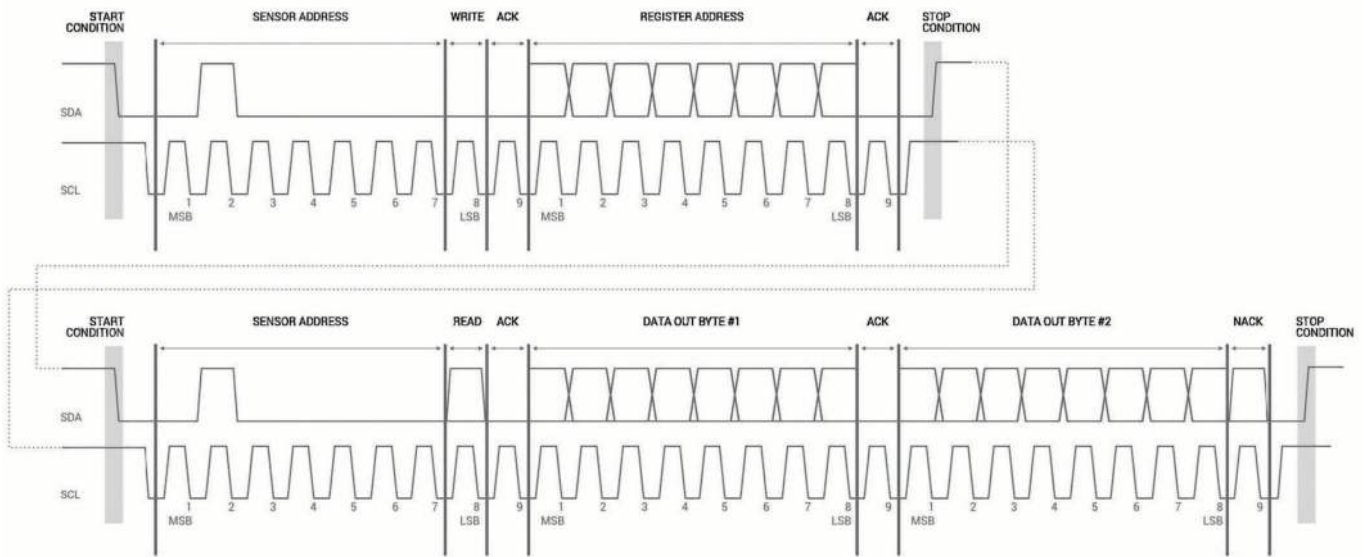 START CONDITION
SENSOR ADDRESS
WRITE
ACK
REGISTER ADDRESS
ACK
STOP CONDITION
SDA
SCL
1 2 3 4 5 6 7 8 9 1 2 3 4 5 6 7 8 9
MSB LSB MSB LSB
START CONDITION
SENSOR ADDRESS
READ
ACK
DATA OUT BYTE #1
ACK
DATA OUT BYTE #2
NACK
STOP CONDITION
SDA
SCL
1 2 3 4 5 6 7 8 9 1 2 3 4 5 6 7 8 9 1 2 3 4 5 6 7 8 9
MSB LSB MSB LSB MSB LSB